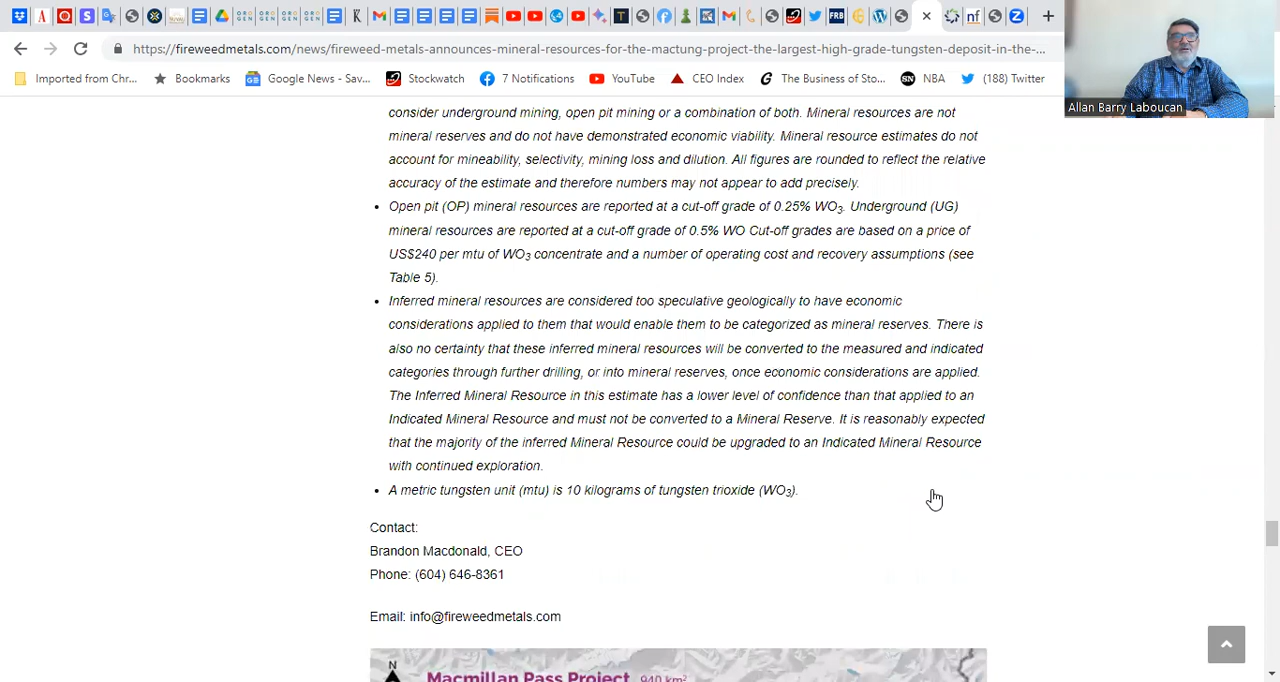 https://fireweedmetals.com/news/fireweed-metals-announces-mineral-resources-for-the-mactung-project-the-largest-high-grade-tungsten-deposit-in-the-...
Imported from Chr... Bookmarks Google News - Sav... Stockwatch 7 Notifications YouTube CEO Index The Business of Sto... NBA (188) Twitter
Allan Barry Laboucan
consider underground mining, open pit mining or a combination of both. Mineral resources are not
mineral reserves and do not have demonstrated economic viability. Mineral resource estimates do not
account for mineability, selectivity, mining loss and dilution. All figures are rounded to reflect the relative
accuracy of the estimate and therefore numbers may not appear to add precisely.
• Open pit (OP) mineral resources are reported at a cut-off grade of 0.25% WO3. Underground (UG)
mineral resources are reported at a cut-off grade of 0.5% WO Cut-off grades are based on a price of
US$240 per mtu of WO3 concentrate and a number of operating cost and recovery assumptions (see
Table 5).
• Inferred mineral resources are considered too speculative geologically to have economic
considerations applied to them that would enable them to be categorized as mineral reserves. There is
also no certainty that these inferred mineral resources will be converted to the measured and indicated
categories through further drilling, or into mineral reserves, once economic considerations are applied.
The Inferred Mineral Resource in this estimate has a lower level of confidence than that applied to an
Indicated Mineral Resource and must not be converted to a Mineral Reserve. It is reasonably expected
that the majority of the inferred Mineral Resource could be upgraded to an Indicated Mineral Resource
with continued exploration.
• A metric tungsten unit (mtu) is 10 kilograms of tungsten trioxide (WO3).
Contact:
Brandon Macdonald, CEO
Phone: (604) 646-8361
Email: info@fireweedmetals.com
N
Macmillan Pass Project 940 km²